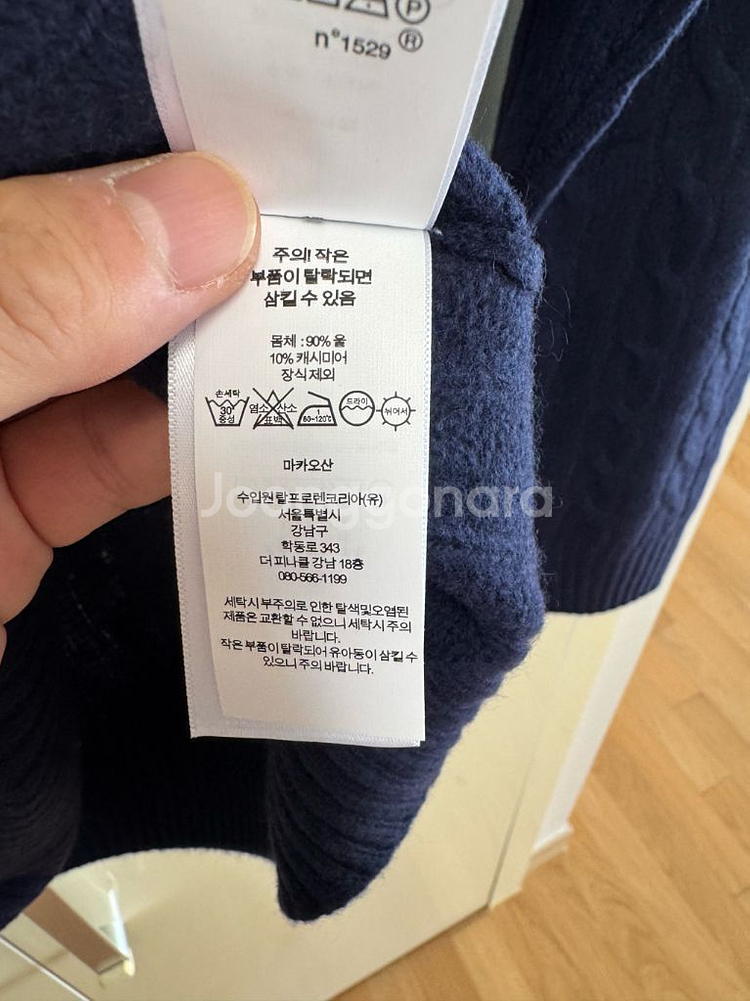 P
n°1529 ®
주의! 작은
부품이 탈락되면
삼킬 수 있음
몸체 : 90% 울
10% 캐시미어
장식 제외
손세탁 30° 중성 염소 산소 표백 1 80~120℃ 드라이 뉘어서
마카오산
수입원 랄프로렌코리아(유)
서울특별시
강남구
학동로 343
더 피나클 강남 18층
080-566-1199
세탁시 부주의로 인한 탈색및오염된
제품은 교환할 수 없으니 세탁시 주의
바랍니다.
작은 부품이 탈락되어 유아동이 삼킬 수
있으니 주의 바랍니다.
Joonggonara